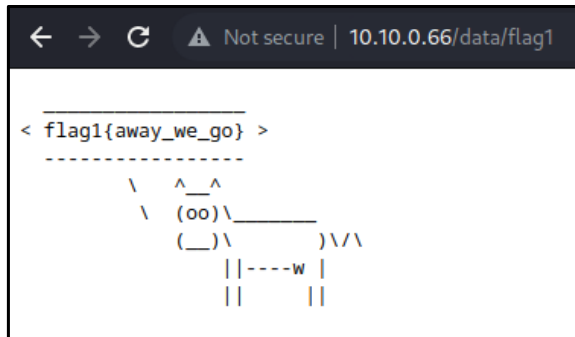 Not secure | 10.10.0.66/data/flag1
 _________________
< flag1{away_we_go} >
 -----------------
        \   ^__^
         \  (oo)\_______
            (__)\       )\/\
                ||----w |
                ||     ||